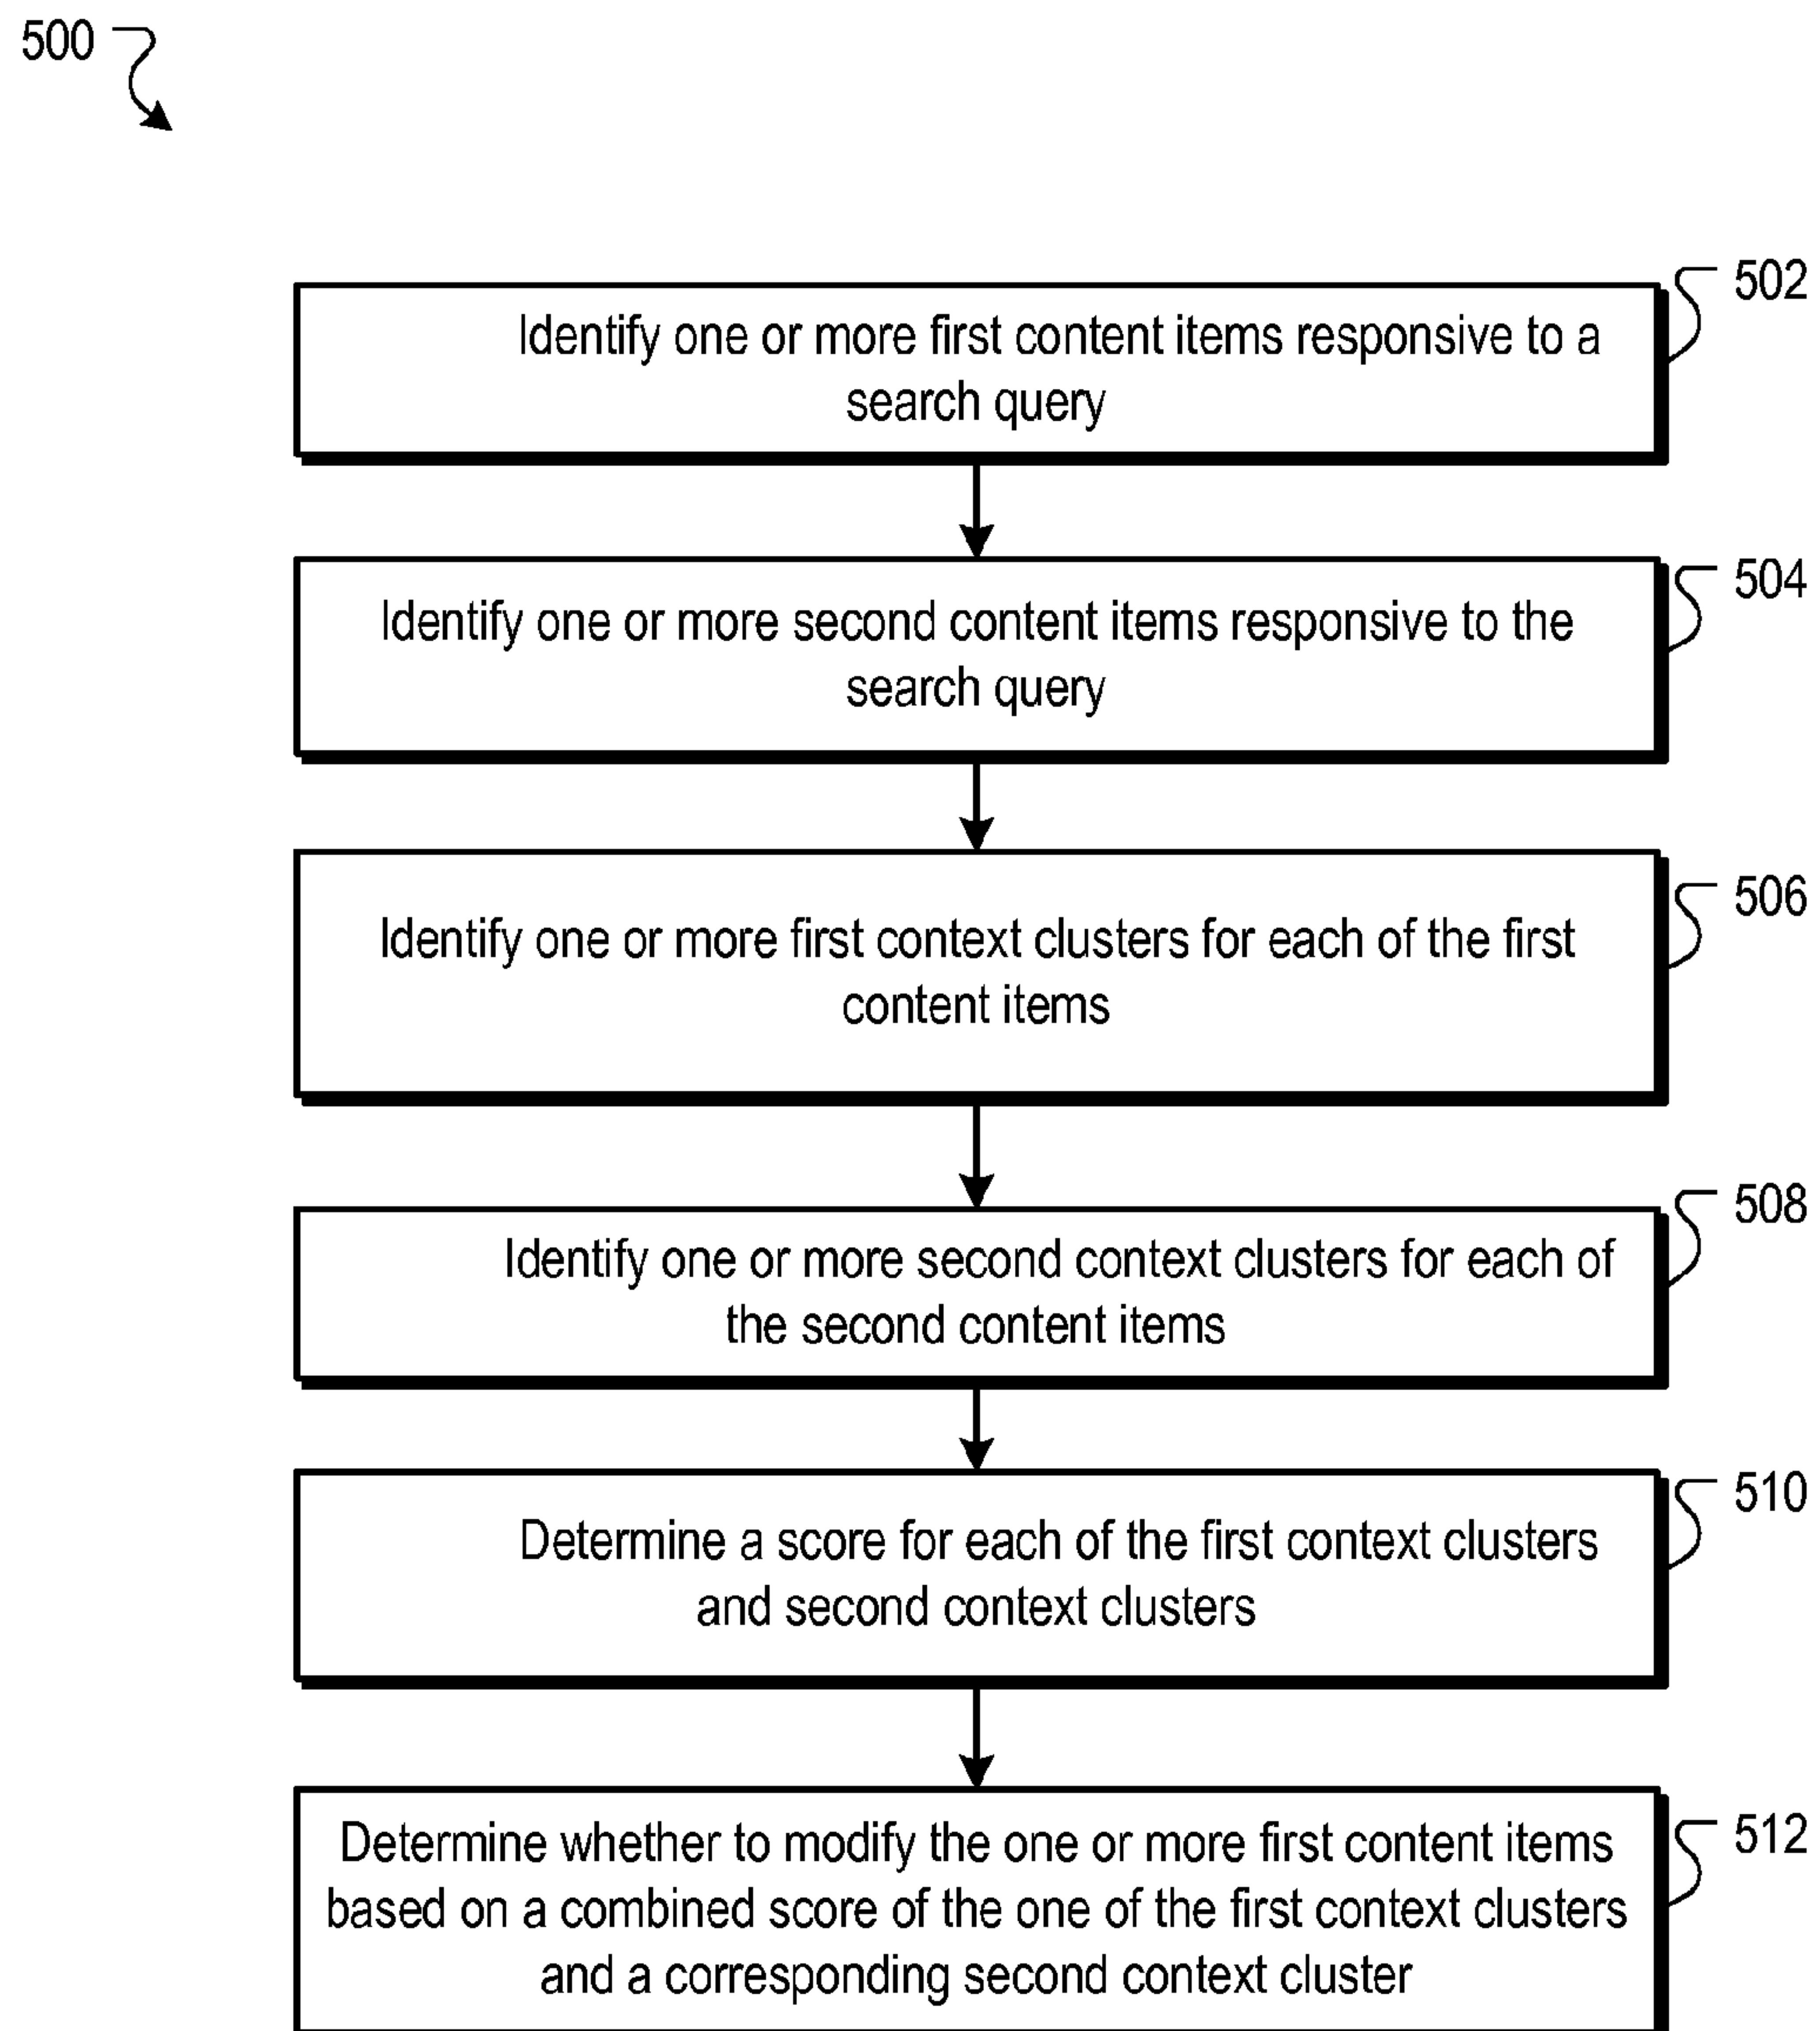 500
502
Identify one or more first content items responsive to a
search query
504
Identify one or more second content items responsive to the
search query
506
Identify one or more first context clusters for each of the first
content items
508
Identify one or more second context clusters for each of
the second content items
510
Determine a score for each of the first context clusters
and second context clusters
512
Determine whether to modify the one or more first content items
based on a combined score of the one of the first context clusters
and a corresponding second context cluster